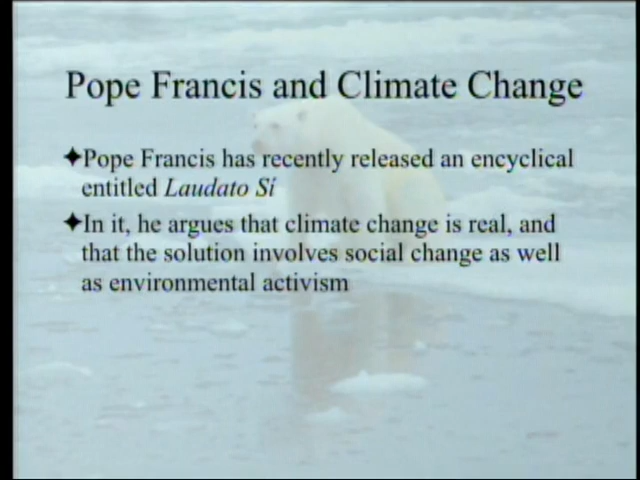 Pope Francis and Climate Change
✦Pope Francis has recently released an encyclical
entitled Laudato Sí
✦In it, he argues that climate change is real, and
that the solution involves social change as well
as environmental activism